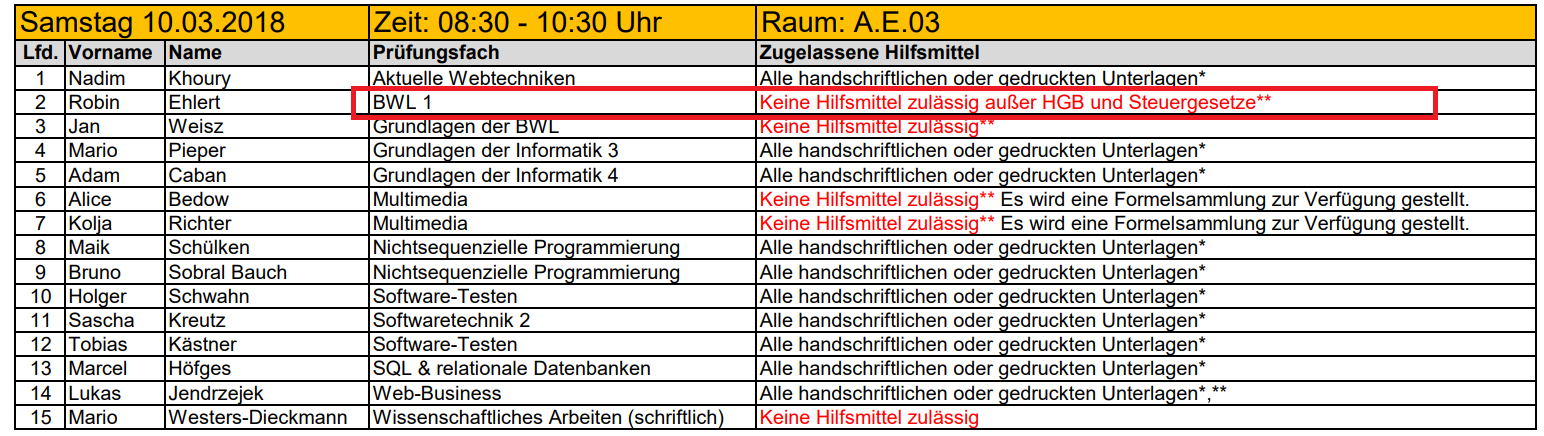 Samstag 10.03.2018 Zeit: 08:30 - 10:30 Uhr Raum: A.E.03
Lfd. Vorname Name Prüfungsfach Zugelassene Hilfsmittel
1 Nadim Khoury Aktuelle Webtechniken Alle handschriftlichen oder gedruckten Unterlagen*
2 Robin Ehlert BWL 1 Keine Hilfsmittel zulässig außer HGB und Steuergesetze**
3 Jan Weisz Grundlagen der BWL Keine Hilfsmittel zulässig**
4 Mario Pieper Grundlagen der Informatik 3 Alle handschriftlichen oder gedruckten Unterlagen*
5 Adam Caban Grundlagen der Informatik 4 Alle handschriftlichen oder gedruckten Unterlagen*
6 Alice Bedow Multimedia Keine Hilfsmittel zulässig** Es wird eine Formelsammlung zur Verfügung gestellt.
7 Kolja Richter Multimedia Keine Hilfsmittel zulässig** Es wird eine Formelsammlung zur Verfügung gestellt.
8 Maik Schülken Nichtsequenzielle Programmierung Alle handschriftlichen oder gedruckten Unterlagen*
9 Bruno Sobral Bauch Nichtsequenzielle Programmierung Alle handschriftlichen oder gedruckten Unterlagen*
10 Holger Schwahn Software-Testen Alle handschriftlichen oder gedruckten Unterlagen*
11 Sascha Kreutz Softwaretechnik 2 Alle handschriftlichen oder gedruckten Unterlagen*
12 Tobias Kästner Software-Testen Alle handschriftlichen oder gedruckten Unterlagen*
13 Marcel Höfges SQL & relationale Datenbanken Alle handschriftlichen oder gedruckten Unterlagen*
14 Lukas Jendrzejek Web-Business Alle handschriftlichen oder gedruckten Unterlagen*,**
15 Mario Westers-Dieckmann Wissenschaftliches Arbeiten (schriftlich) Keine Hilfsmittel zulässig